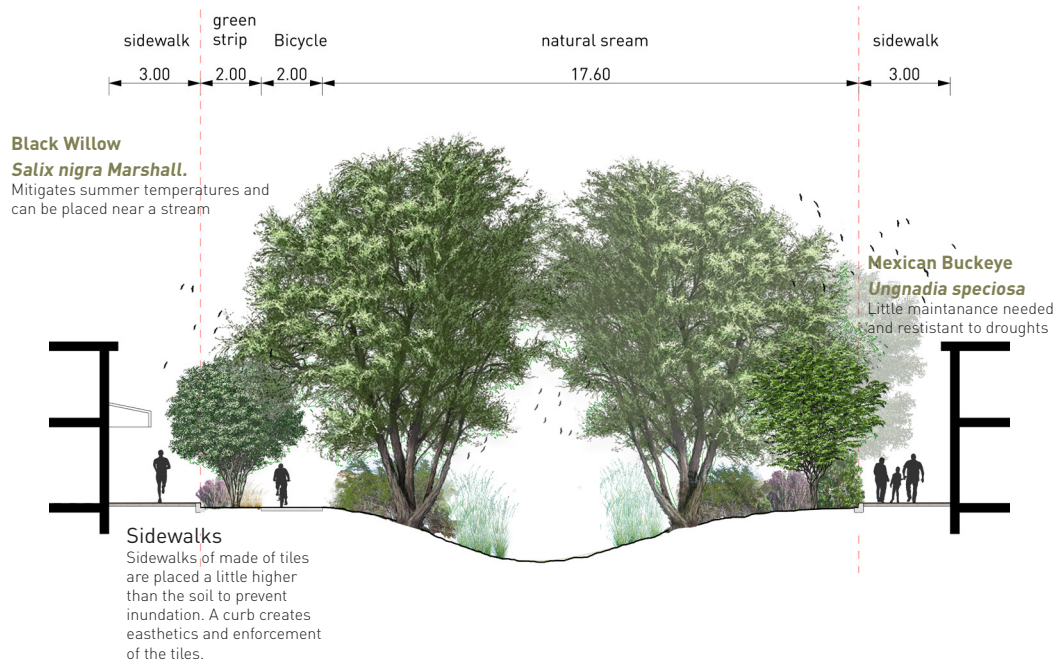 sidewalk
green
strip
Bicycle
natural sream
sidewalk
3.00
2.00
2.00
17.60
3.00
Black Willow
Salix nigra Marshall.
Mitigates summer temperatures and
can be placed near a stream
Mexican Buckeye
Ungnadia speciosa
Little maintanance needed
and restistant to droughts
Sidewalks
Sidewalks of made of tiles
are placed a little higher
than the soil to prevent
inundation. A curb creates
easthetics and enforcement
of the tiles.